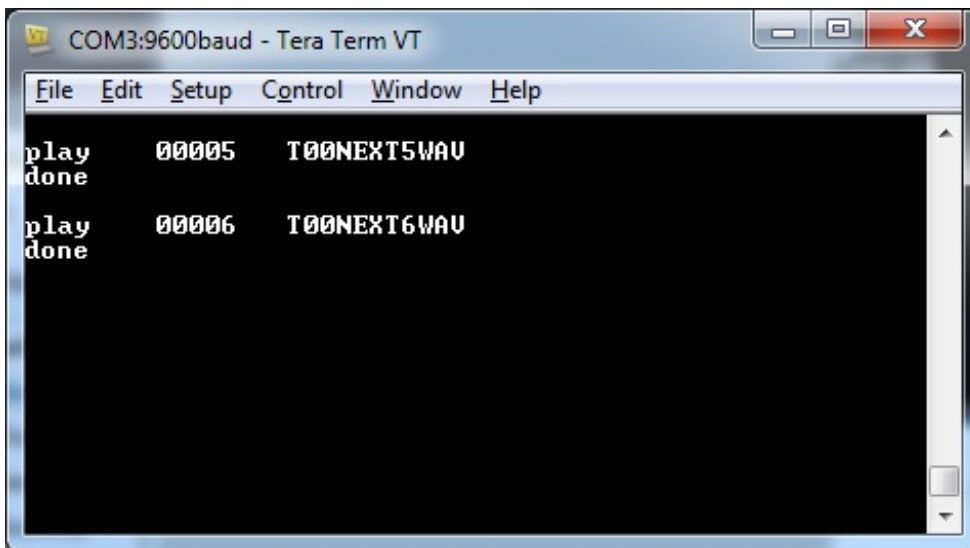 COM3:9600baud - Tera Term VT
File Edit Setup Control Window Help
play 00005 T00NEXT5WAV
done
play 00006 T00NEXT6WAV
done